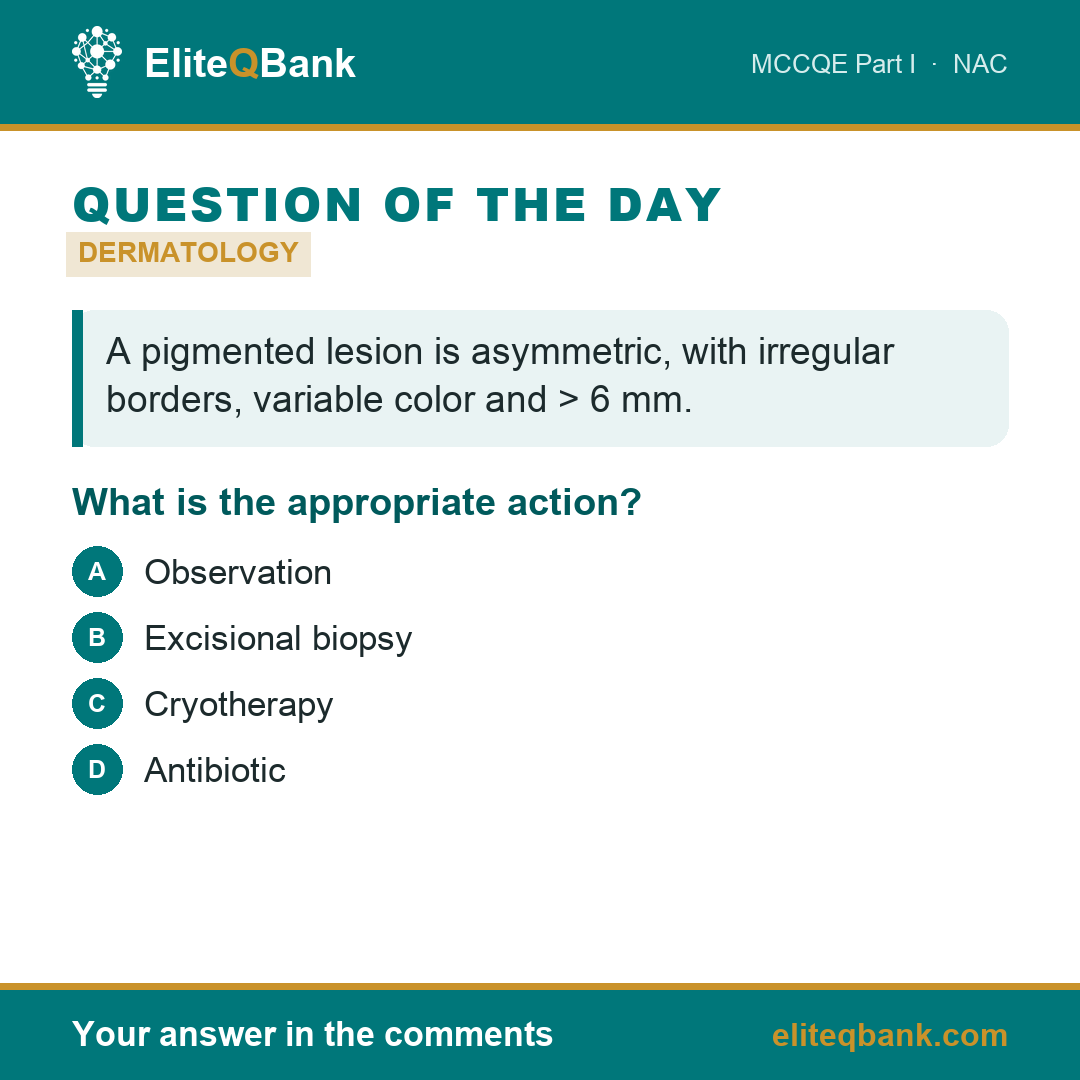 EliteQBank
MCCQE Part I · NAC
QUESTION OF THE DAY
DERMATOLOGY
A pigmented lesion is asymmetric, with irregular
borders, variable color and > 6 mm.
What is the appropriate action?
A Observation
B Excisional biopsy
C Cryotherapy
D Antibiotic
Your answer in the comments
eliteqbank.com